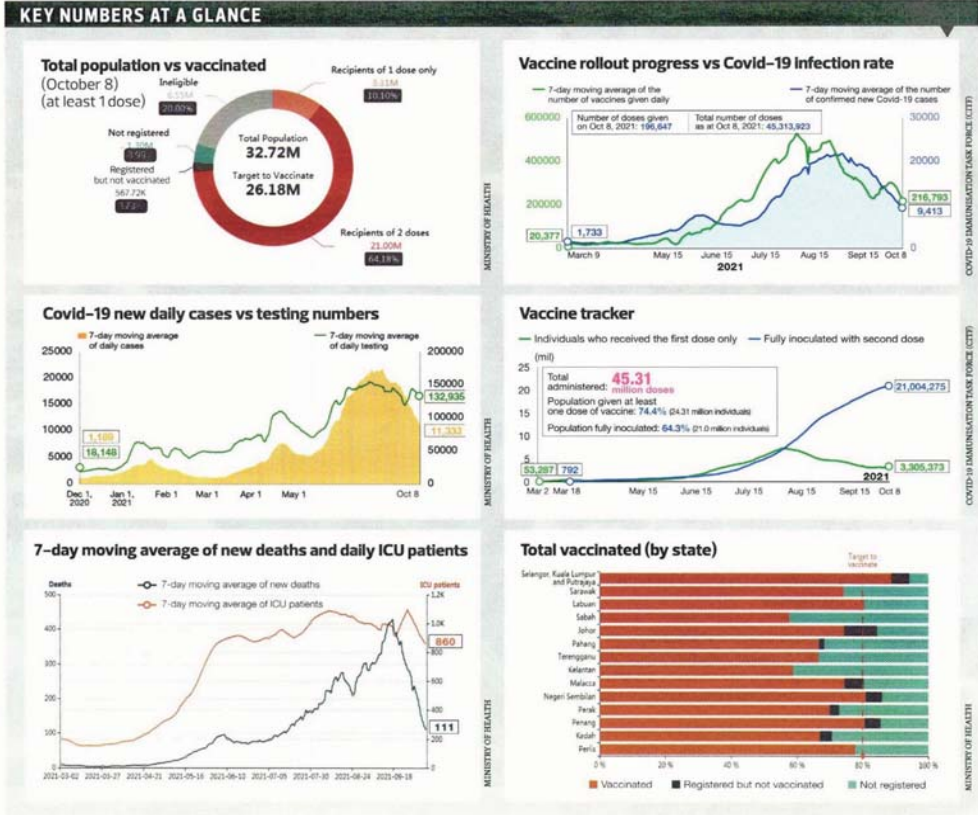 KEY NUMBERS AT A GLANCE
Total population vs vaccinated
(October 8)
(at least 1 dose)
Ineligible
20.00%
Recipients of 1 dose only
10.10%
Not registered
Registered
but not vaccinated
567.72K
Total Population
32.72M
Target to Vaccinate
26.18M
Recipients of 2 doses
21.00M
64.18%
MINISTRY OF HEALTH
Vaccine rollout progress vs Covid-19 infection rate
7-day moving average of the
number of vaccines given daily
7-day moving average of the number
of confirmed new Covid-19 cases
Number of doses given
on Oct 8, 2021: 196,647
Total number of doses
as at Oct 8, 2021: 45,313,923
600000
400000
200000
30000
20000
0
20,377
1,733
216,793
9,413
March 9 May 15 June 15 July 15 Aug 15 Sept 15 Oct 8
2021
COVID-19 IMMUNISATION TASK FORCE (CITF)
Covid-19 new daily cases vs testing numbers
7-day moving average
of daily cases
7-day moving average
of daily testing
25000
20000
15000
10000
5000
0
200000
150000
100000
50000
0
1,189
18,148
132,935
11,333
Dec 1, 2020
Jan 1, 2021
Feb 1 Mar 1 Apr 1 May 1 Oct 8
MINISTRY OF HEALTH
Vaccine tracker
Individuals who received the first dose only
Fully inoculated with second dose
(mil)
25
20
15
10
5
0
Total
administered: 45.31
million doses
Population given at least
one dose of vaccine: 74.4% (24.31 million individuals)
Population fully inoculated: 64.3% (21.0 million individuals)
21,004,275
3,305,373
53,287
792
2021
Mar 2 Mar 18 May 15 June 15 July 15 Aug 15 Sept 15 Oct 8
COVID-19 IMMUNISATION TASK FORCE (CITF)
7-day moving average of new deaths and daily ICU patients
Deaths
7-day moving average of new deaths
7-day moving average of ICU patients
ICU patients
500
400
300
200
100
0
1.2K
1.0K
800
600
400
200
0
860
111
2021-03-02 2021-03-27 2021-04-21 2021-05-16 2021-06-10 2021-07-05 2021-07-30 2021-08-24 2021-09-18
MINISTRY OF HEALTH
Total vaccinated (by state)
Target to
vaccinate
Selangor, Kuala Lumpur
and Putrajaya
Sarawak
Labuan
Sabah
Johor
Pahang
Terengganu
Kelantan
Malacca
Negeri Sembilan
Perak
Penang
Kedah
Perlis
0 % 20 % 40 % 60 % 80 % 100 %
Vaccinated
Registered but not vaccinated
Not registered
MINISTRY OF HEALTH